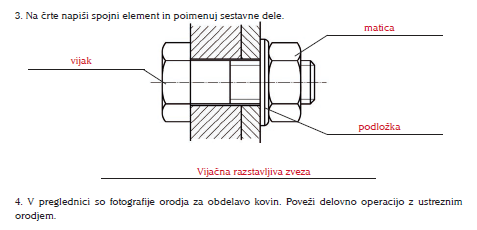 3. Na črte napiši spojni element in poimenuj sestavne dele.
matica
vijak
podložka
Vijačna razstavljiva zveza
4. V preglednici so fotografije orodja za obdelavo kovin. Poveži delovno operacijo z ustreznim
orodjem.